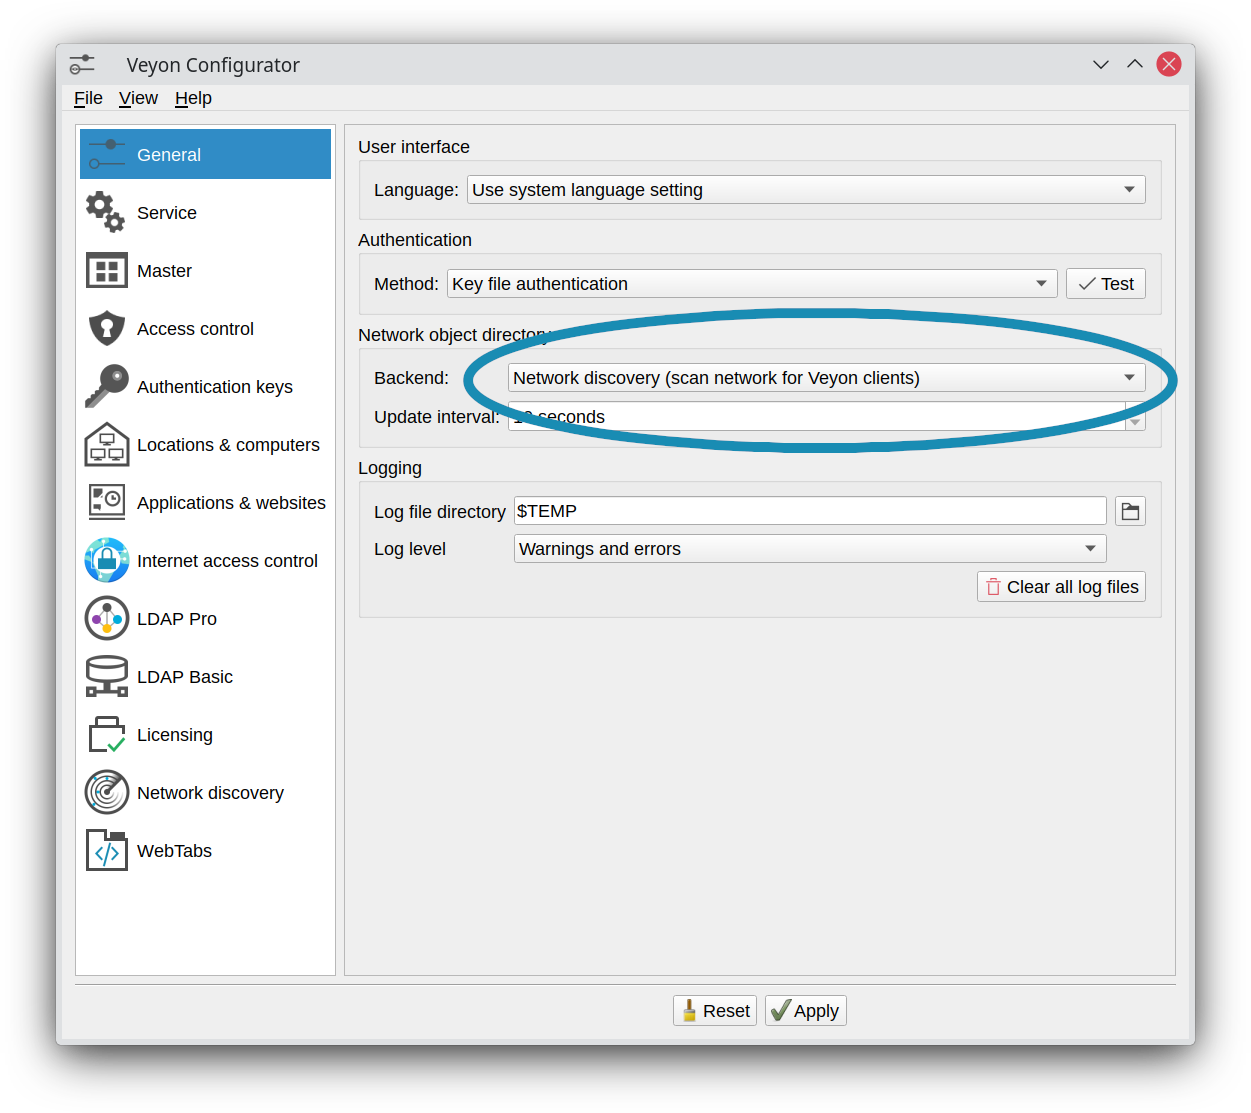 Veyon Configurator
File View Help
General
Service
Master
Access control
Authentication keys
Locations & computers
Applications & websites
Internet access control
LDAP Pro
LDAP Basic
Licensing
Network discovery
WebTabs
User interface
Language: Use system language setting
Authentication
Method: Key file authentication Test
Network object directory
Backend: Network discovery (scan network for Veyon clients)
Update interval: seconds
Logging
Log file directory $TEMP
Log level Warnings and errors
Clear all log files
Reset Apply